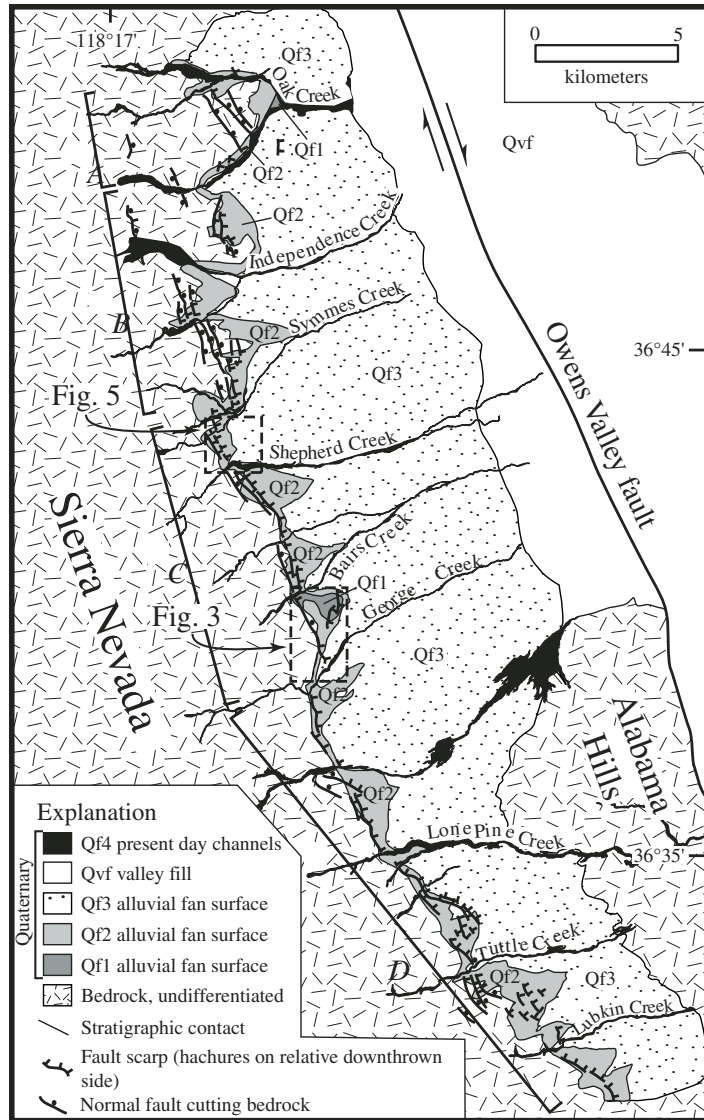 118°17'
0 5
kilometers
Qf3
Oak
Creek
Qf1
Qvf
Qf2
A
Qf2
Independence Creek
B
Symmes Creek
Qf2
Qf3
36°45'
Owens Valley fault
Fig. 5
Shepherd Creek
Qf2
Sierra Nevada
C
Qf2
Bairs Creek
Qf1
George Creek
Fig. 3
Qf3
Qf2
Alabama
Hills
Qf2
Lone Pine Creek
36°35'
Tuttle Creek
D
Qf2
Qf3
Lubkin Creek
Explanation
Quaternary
Qf4 present day channels
Qvf valley fill
Qf3 alluvial fan surface
Qf2 alluvial fan surface
Qf1 alluvial fan surface
Bedrock, undifferentiated
Stratigraphic contact
Fault scarp (hachures on relative downthrown
side)
Normal fault cutting bedrock